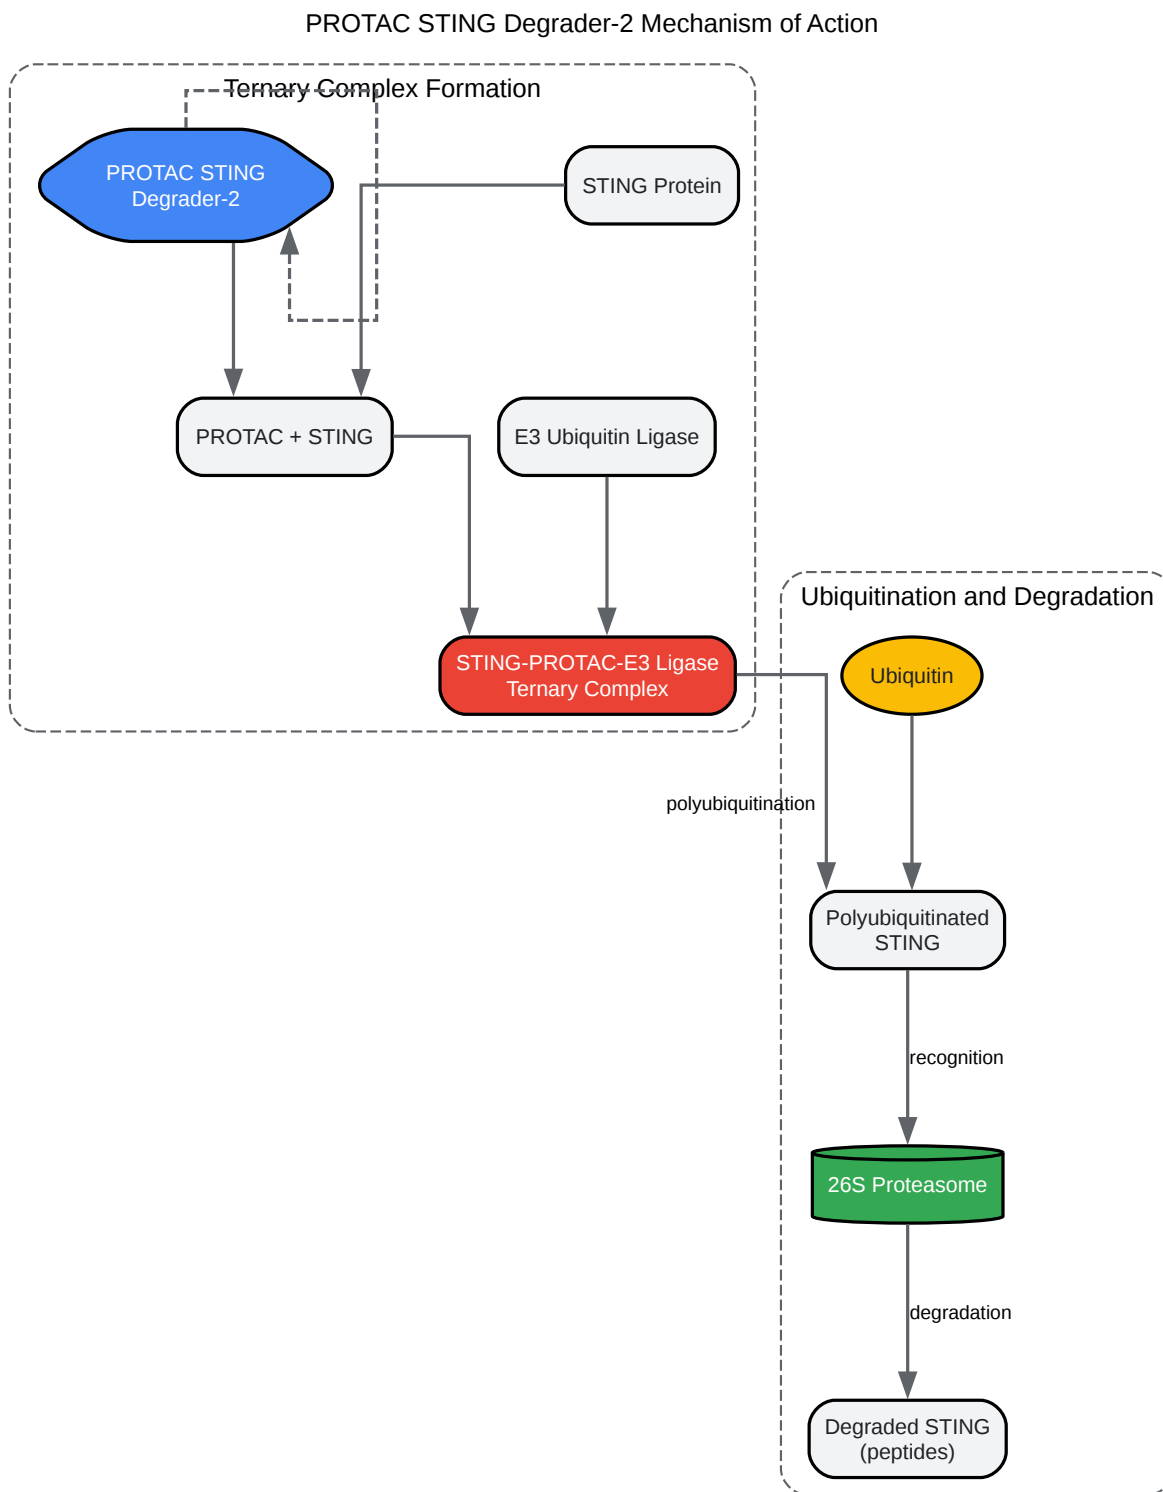 PROTAC STING Degrader-2 Mechanism of Action
Ternary Complex Formation
PROTAC STING
Degrader-2
STING Protein
PROTAC + STING
E3 Ubiquitin Ligase
STING-PROTAC-E3 Ligase
Ternary Complex
Ubiquitination and Degradation
Ubiquitin
polyubiquitination
Polyubiquitinated
STING
recognition
26S Proteasome
degradation
Degraded STING
(peptides)